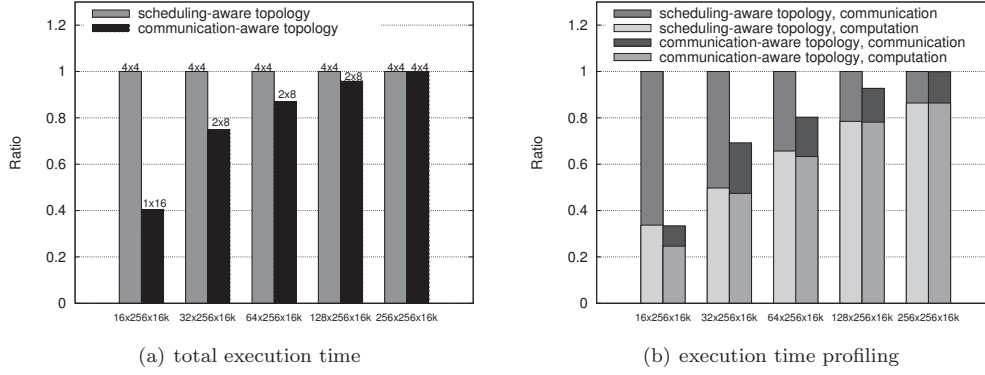 scheduling-aware topology
communication-aware topology
1.2
1
0.8
0.6
0.4
0.2
0
Ratio
4x4
1x16
4x4
2x8
4x4
2x8
4x4
2x8
4x4
4x4
16x256x16k
32x256x16k
64x256x16k
128x256x16k
256x256x16k
(a) total execution time
scheduling-aware topology, communication
scheduling-aware topology, computation
communication-aware topology, communication
communication-aware topology, computation
1.2
1
0.8
0.6
0.4
0.2
0
Ratio
16x256x16k
32x256x16k
64x256x16k
128x256x16k
256x256x16k
(b) execution time profiling